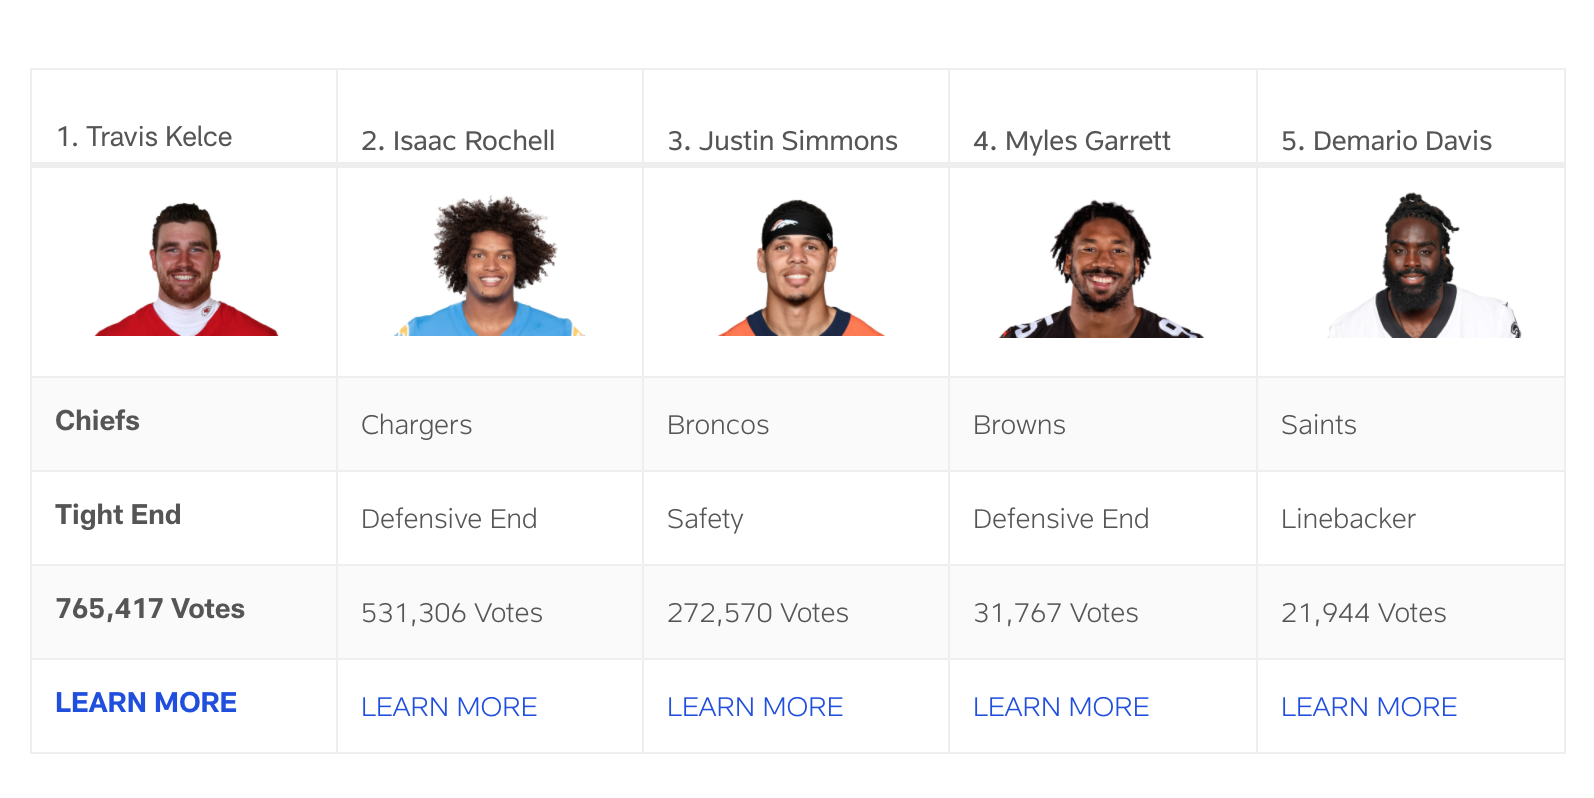 1. Travis Kelce
2. Isaac Rochell
3. Justin Simmons
4. Myles Garrett
5. Demario Davis
Chiefs
Chargers
Broncos
Browns
Saints
Tight End
Defensive End
Safety
Defensive End
Linebacker
765,417 Votes
531,306 Votes
272,570 Votes
31,767 Votes
21,944 Votes
LEARN MORE
LEARN MORE
LEARN MORE
LEARN MORE
LEARN MORE